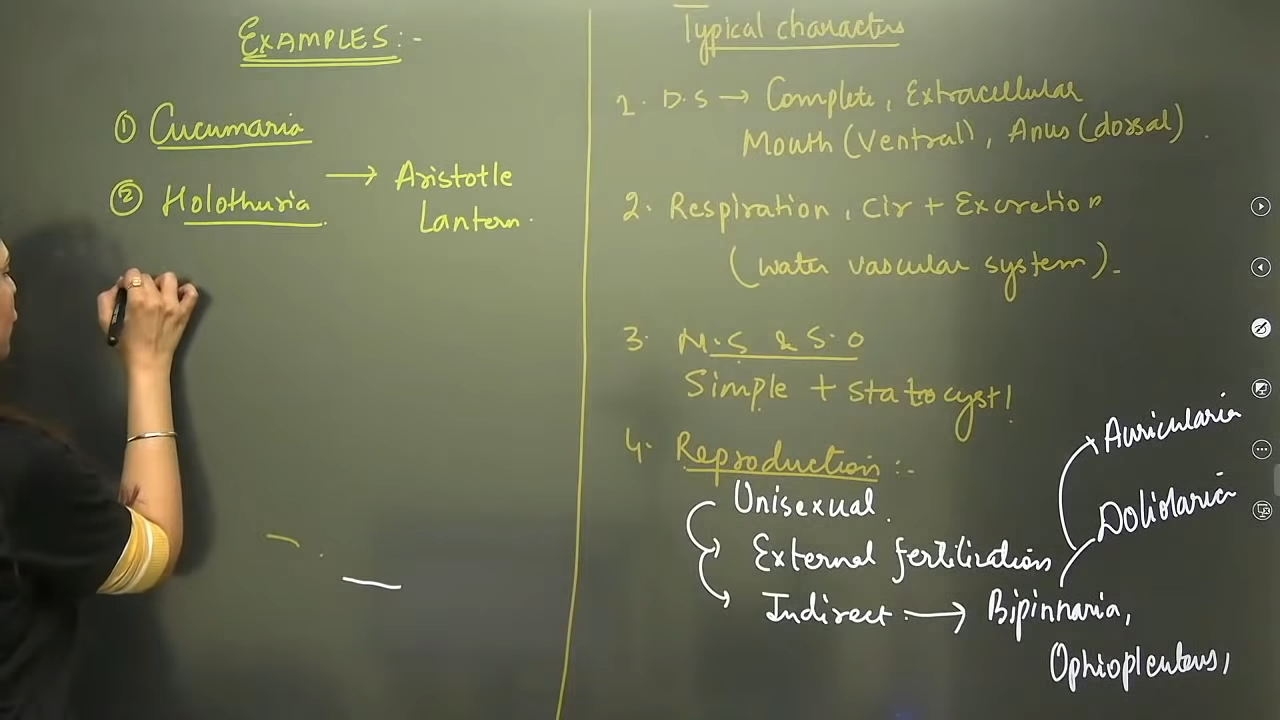 EXAMPLES:-
① Cucumaria
② Holothuria → Aristotle
Lantern.
Typical characters
1. D.S → Complete, Extracellular
Mouth (Ventral), Anus (dorsal).
2. Respiration, Cir + Excretion
(water vascular system).
3. N.S & S.O
Simple + statocyst!
4. Reproduction:-
Unisexual.
External fertilization
Indirect. → Bipinnaria,
Ophiopleuteus,
Doliolaria
Auricularia